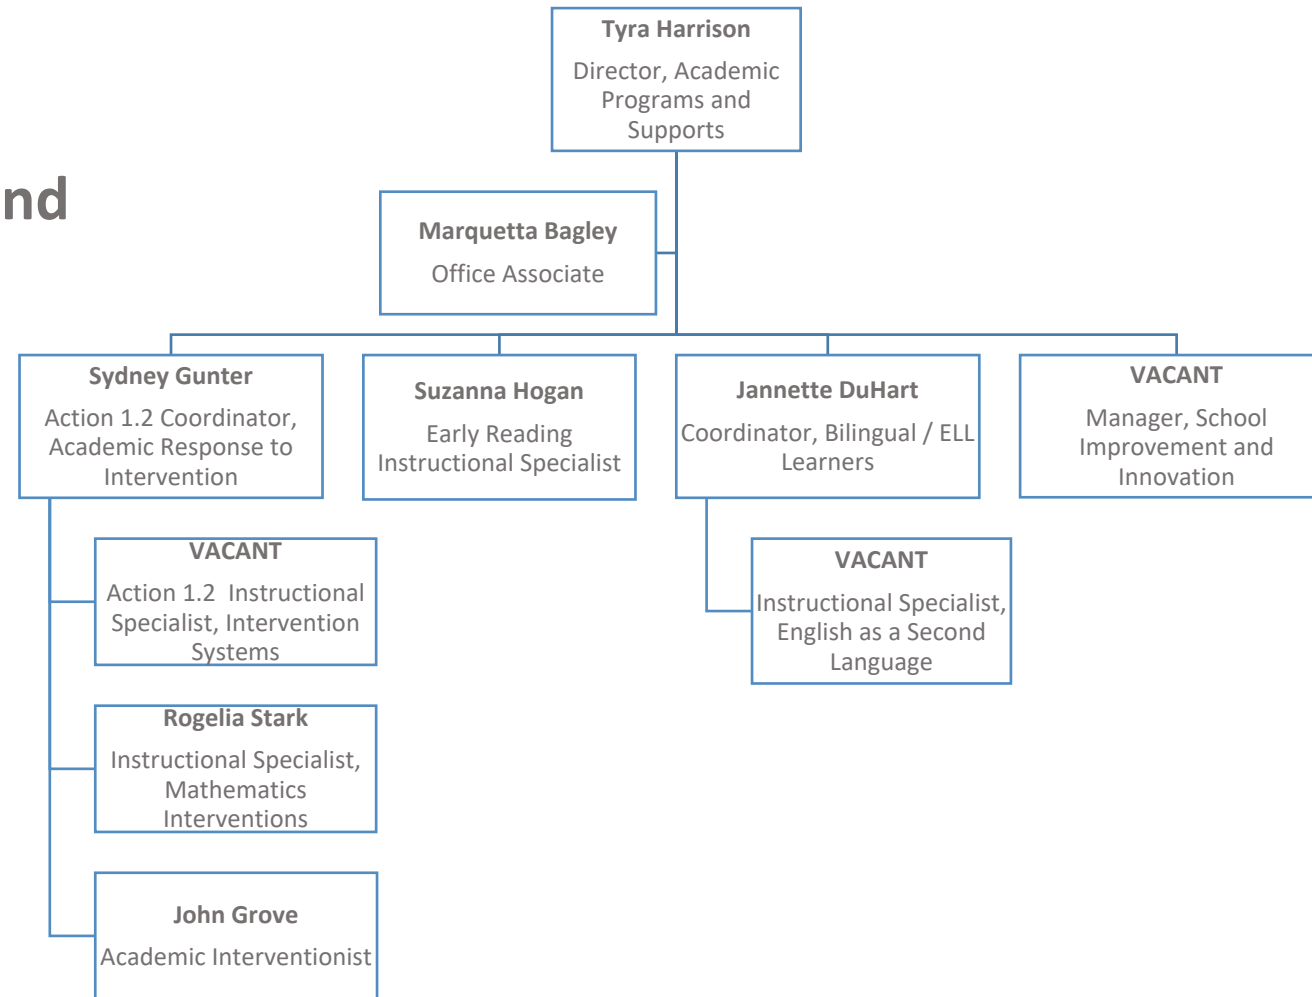 Tyra Harrison
Director, Academic
Programs and
Supports
nd
Marquetta Bagley
Office Associate
Sydney Gunter
Action 1.2 Coordinator,
Academic Response to
Intervention
Suzanna Hogan
Early Reading
Instructional Specialist
Jannette DuHart
Coordinator, Bilingual / ELL
Learners
VACANT
Manager, School
Improvement and
Innovation
VACANT
Action 1.2  Instructional
Specialist, Intervention
Systems
VACANT
Instructional Specialist,
English as a Second
Language
Rogelia Stark
Instructional Specialist,
Mathematics
Interventions
John Grove
Academic Interventionist